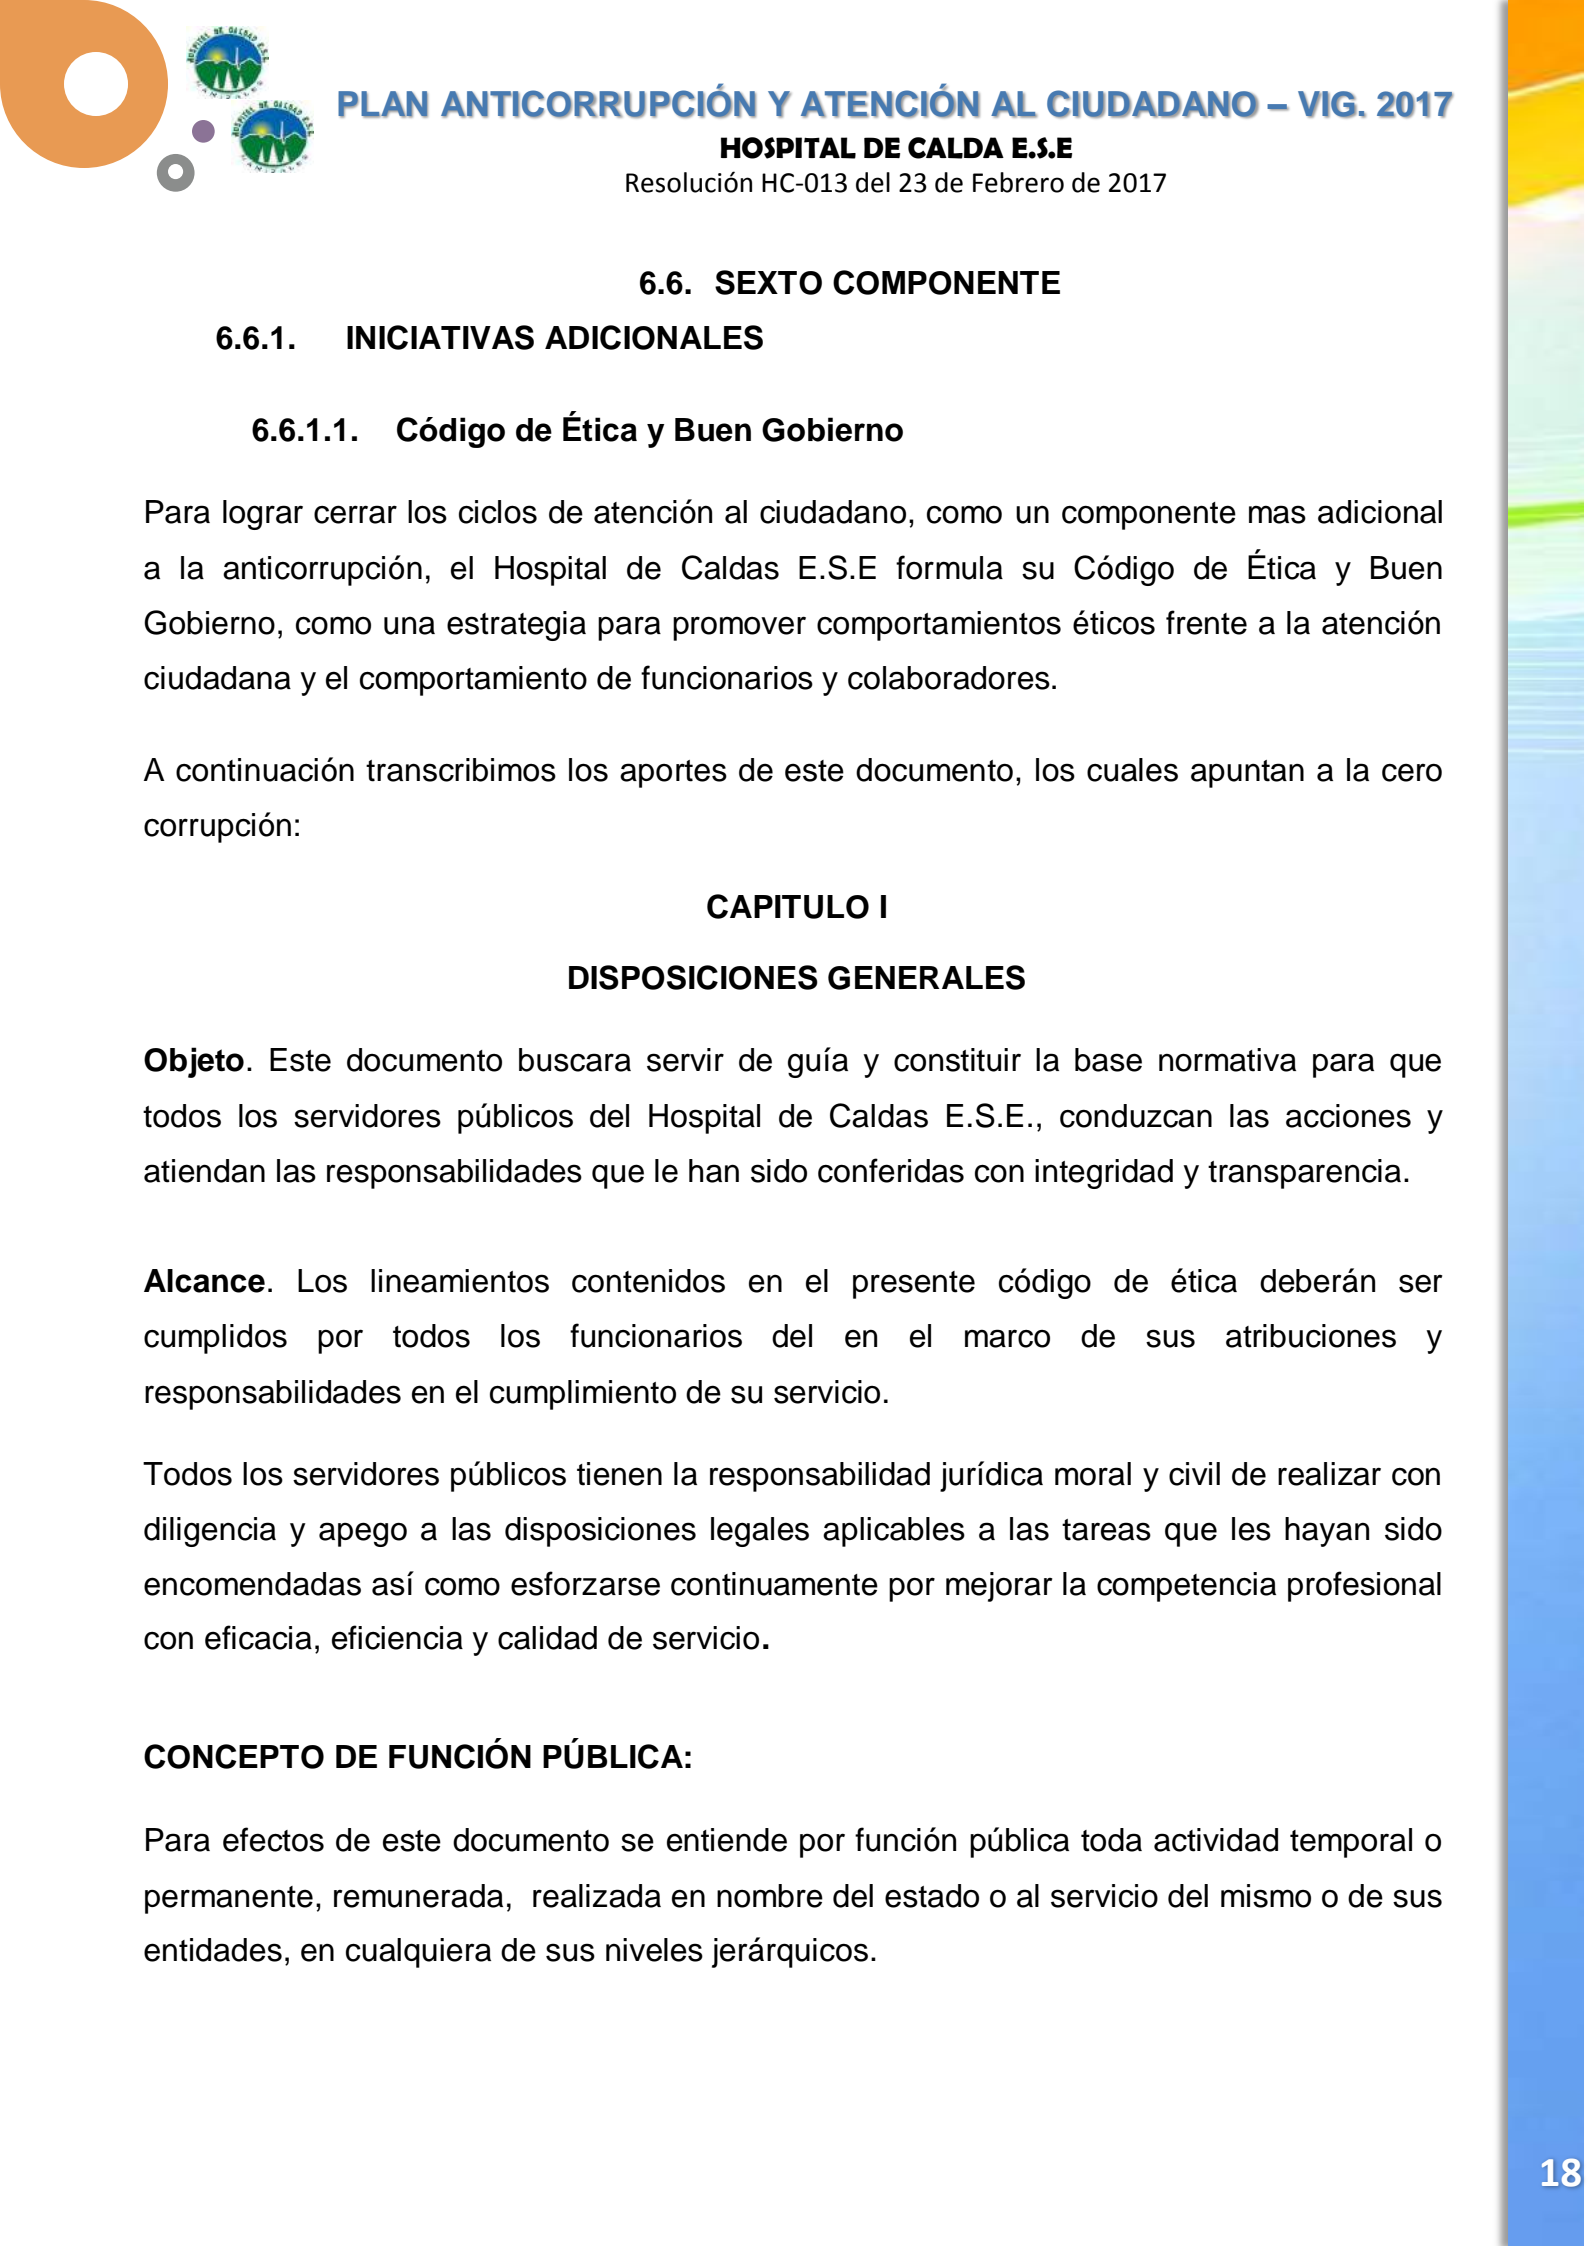 HOSPITAL DE CALDAS E.S.E
MANIZALES
HOSPITAL DE CALDAS E.S.E
MANIZALES
PLAN ANTICORRUPCIÓN Y ATENCIÓN AL CIUDADANO – VIG. 2017
HOSPITAL DE CALDA E.S.E
Resolución HC-013 del 23 de Febrero de 2017
6.6. SEXTO COMPONENTE
6.6.1. INICIATIVAS ADICIONALES
6.6.1.1. Código de Ética y Buen Gobierno
Para lograr cerrar los ciclos de atención al ciudadano, como un componente mas adicional
a la anticorrupción, el Hospital de Caldas E.S.E formula su Código de Ética y Buen
Gobierno, como una estrategia para promover comportamientos éticos frente a la atención
ciudadana y el comportamiento de funcionarios y colaboradores.
A continuación transcribimos los aportes de este documento, los cuales apuntan a la cero
corrupción:
CAPITULO I
DISPOSICIONES GENERALES
Objeto. Este documento buscara servir de guía y constituir la base normativa para que
todos los servidores públicos del Hospital de Caldas E.S.E., conduzcan las acciones y
atiendan las responsabilidades que le han sido conferidas con integridad y transparencia.
Alcance. Los lineamientos contenidos en el presente código de ética deberán ser
cumplidos por todos los funcionarios del en el marco de sus atribuciones y
responsabilidades en el cumplimiento de su servicio.
Todos los servidores públicos tienen la responsabilidad jurídica moral y civil de realizar con
diligencia y apego a las disposiciones legales aplicables a las tareas que les hayan sido
encomendadas así como esforzarse continuamente por mejorar la competencia profesional
con eficacia, eficiencia y calidad de servicio.
CONCEPTO DE FUNCIÓN PÚBLICA:
Para efectos de este documento se entiende por función pública toda actividad temporal o
permanente, remunerada, realizada en nombre del estado o al servicio del mismo o de sus
entidades, en cualquiera de sus niveles jerárquicos.
18